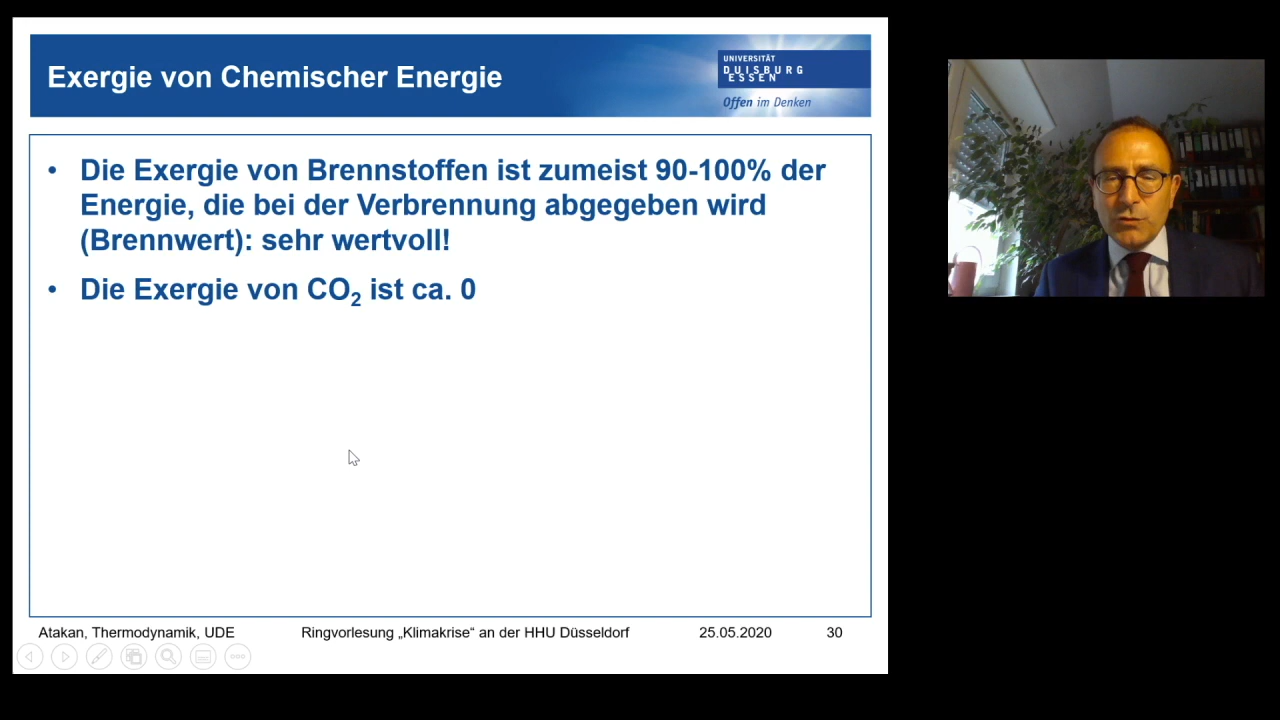 Exergie von Chemischer Energie
UNIVERSITÄT
DUISBURG
ESSEN
Offen im Denken
• Die Exergie von Brennstoffen ist zumeist 90-100% der
Energie, die bei der Verbrennung abgegeben wird
(Brennwert): sehr wertvoll!
• Die Exergie von CO₂ ist ca. 0
Atakan, Thermodynamik, UDE
Ringvorlesung „Klimakrise“ an der HHU Düsseldorf
25.05.2020
30